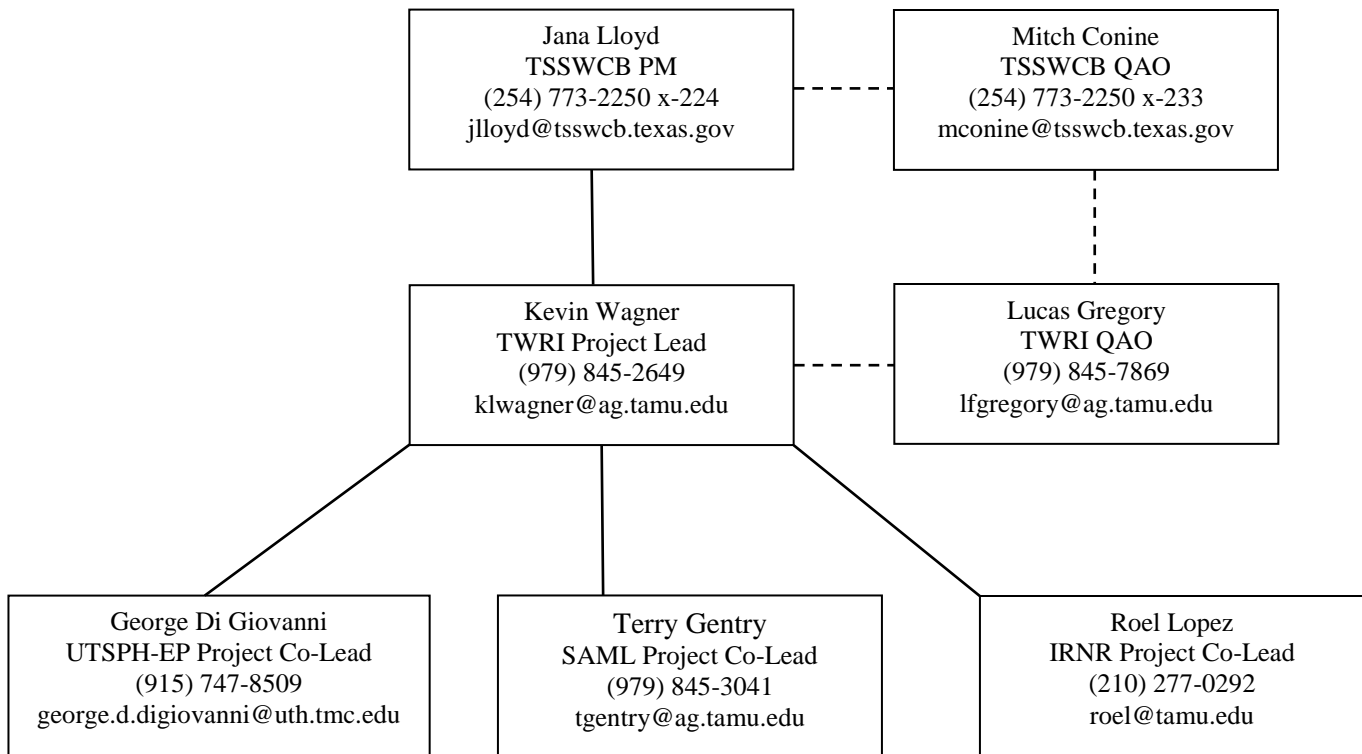 Jana Lloyd
TSSWCB PM
(254) 773-2250 x-224
jlloyd@tsswcb.texas.gov
Mitch Conine
TSSWCB QAO
(254) 773-2250 x-233
mconine@tsswcb.texas.gov
Kevin Wagner
TWRI Project Lead
(979) 845-2649
klwagner@ag.tamu.edu
Lucas Gregory
TWRI QAO
(979) 845-7869
lfgregory@ag.tamu.edu
George Di Giovanni
UTSPH-EP Project Co-Lead
(915) 747-8509
george.d.digiovanni@uth.tmc.edu
Terry Gentry
SAML Project Co-Lead
(979) 845-3041
tgentry@ag.tamu.edu
Roel Lopez
IRNR Project Co-Lead
(210) 277-0292
roel@tamu.edu